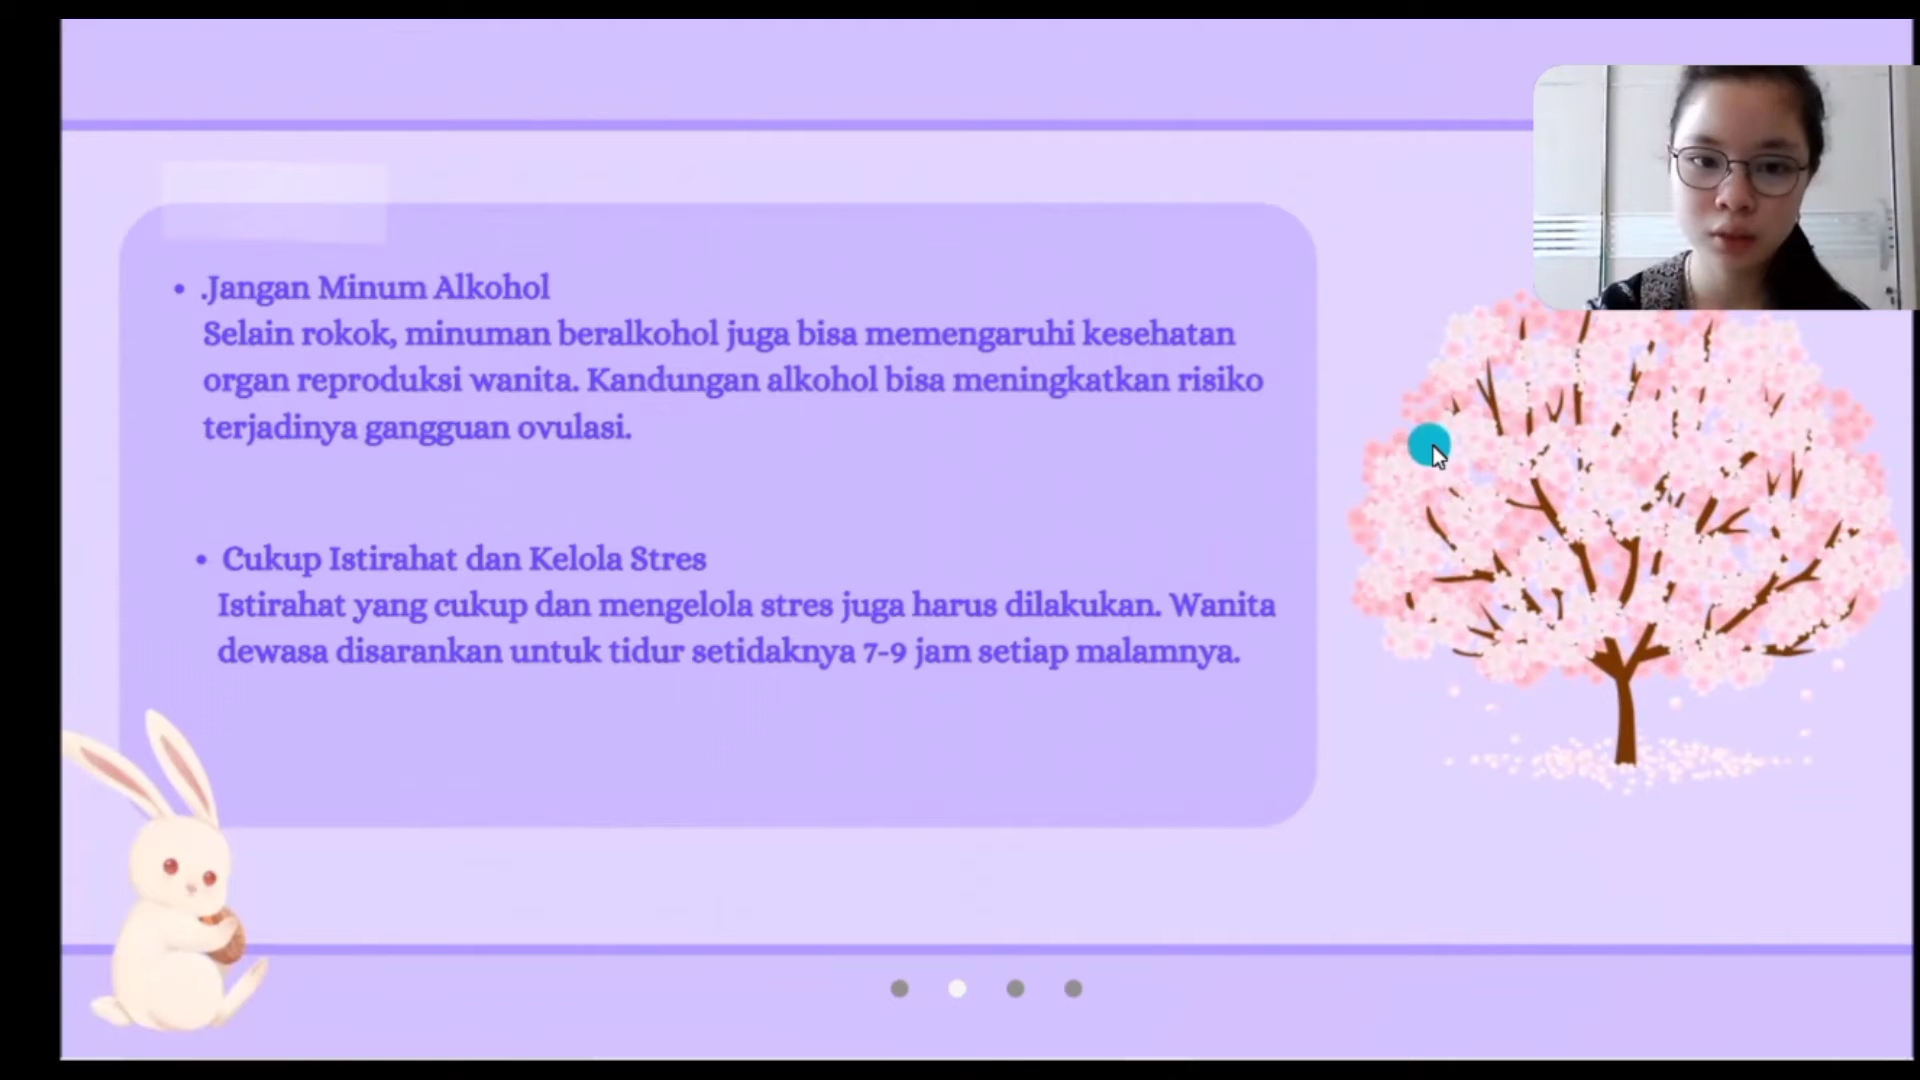 • .Jangan Minum Alkohol
Selain rokok, minuman beralkohol juga bisa memengaruhi kesehatan
organ reproduksi wanita. Kandungan alkohol bisa meningkatkan risiko
terjadinya gangguan ovulasi.
• Cukup Istirahat dan Kelola Stres
Istirahat yang cukup dan mengelola stres juga harus dilakukan. Wanita
dewasa disarankan untuk tidur setidaknya 7-9 jam setiap malamnya.